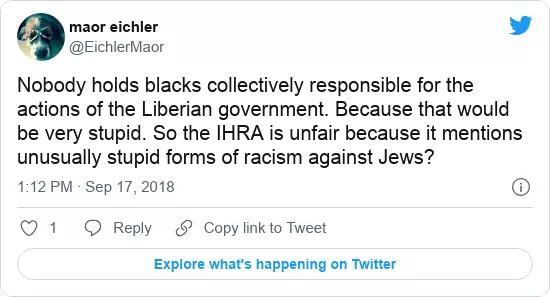 maor eichler
@EichlerMaor
Nobody holds blacks collectively responsible for the
actions of the Liberian government. Because that would
be very stupid. So the IHRA is unfair because it mentions
unusually stupid forms of racism against Jews?
1:12 PM · Sep 17, 2018
1 Reply Copy link to Tweet
Explore what's happening on Twitter